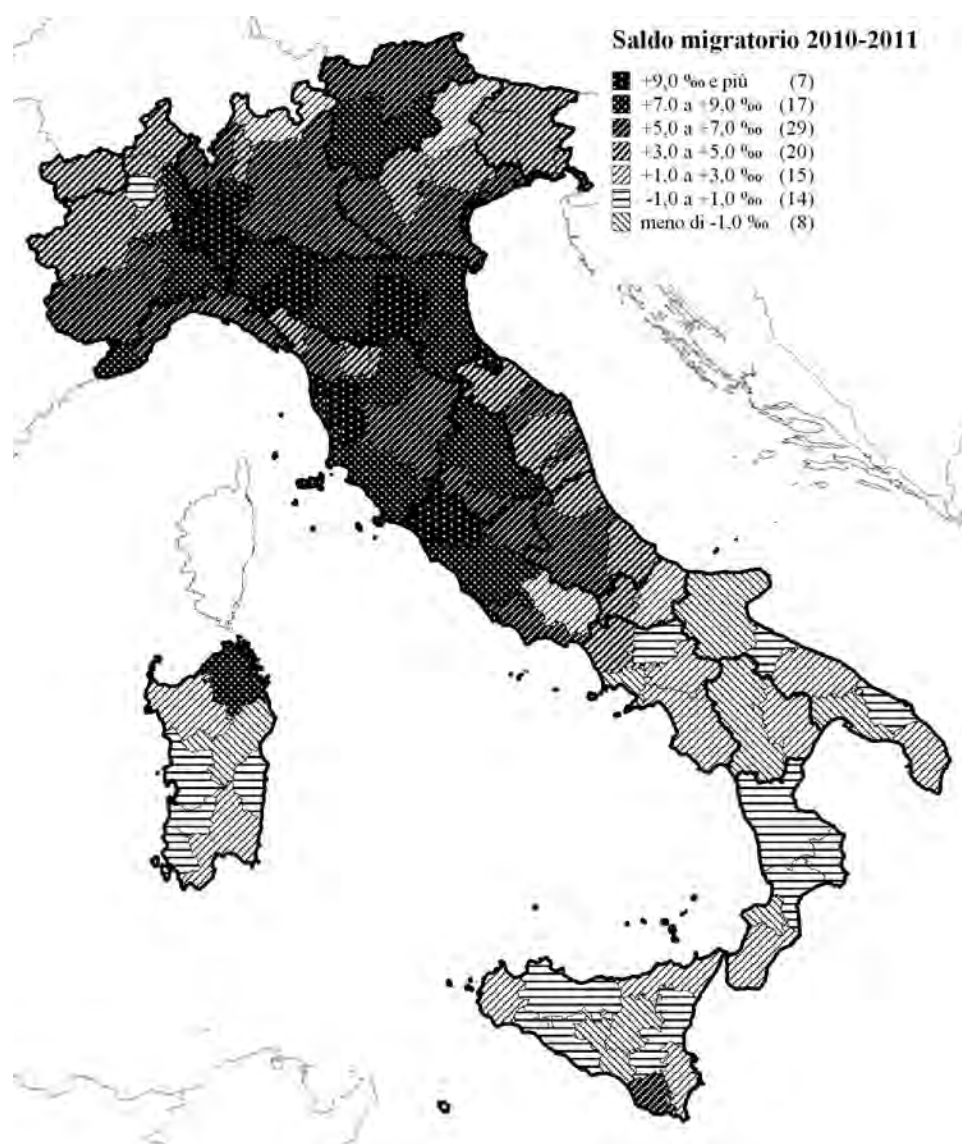 Saldo migratorio 2010-2011
+9,0 ‰ e più (7)
+7.0 a +9,0 ‰ (17)
+5,0 a +7,0 ‰ (29)
+3,0 a +5,0 ‰ (20)
+1,0 a +3,0 ‰ (15)
-1,0 a +1,0 ‰ (14)
meno di -1,0 ‰ (8)